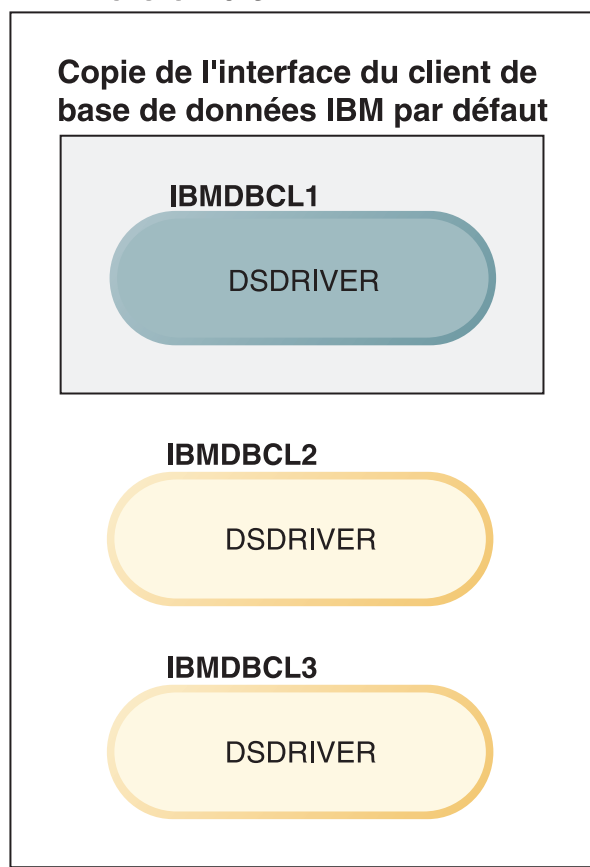 Copie de l'interface du client de
base de données IBM par défaut
IBMDBCL1
DSDRIVER
IBMDBCL2
DSDRIVER
IBMDBCL3
DSDRIVER